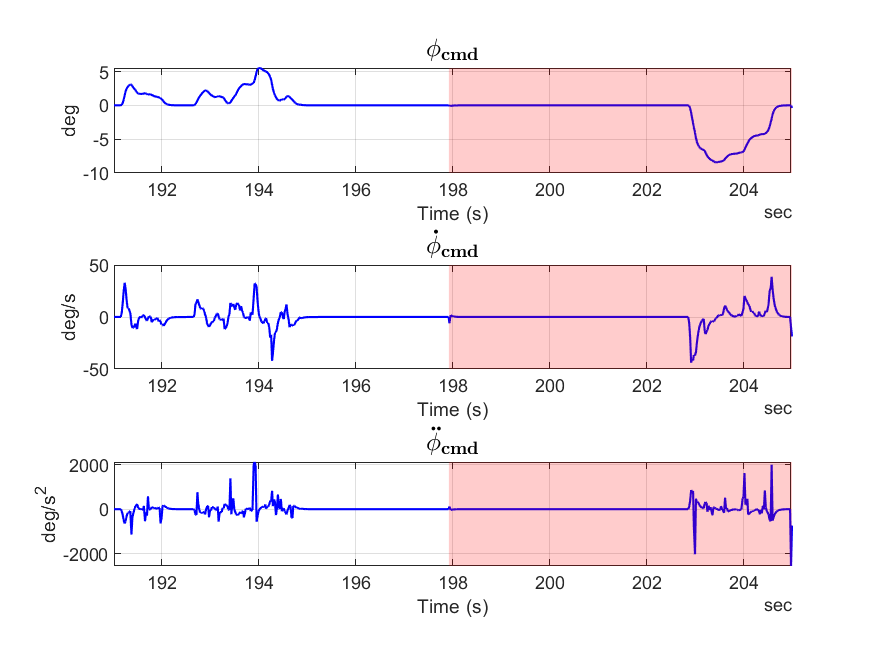 ϕ̇cmd
5
0
-5
-10
deg
192 194 196 198 200 202 204
Time (s)
sec
ϕ̇cmd
50
0
-50
deg/s
192 194 196 198 200 202 204
Time (s)
sec
ϕ̈cmd
2000
0
-2000
deg/s²
192 194 196 198 200 202 204
Time (s)
sec